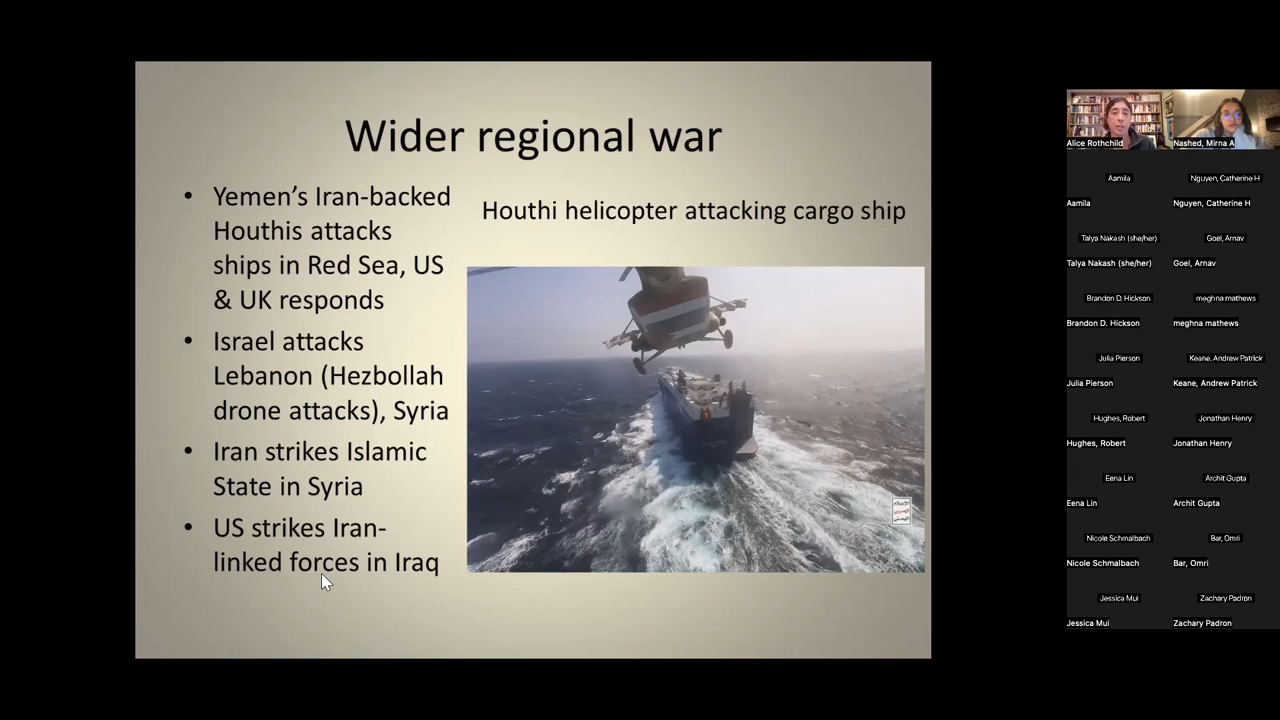 Wider regional war
• Yemen’s Iran-backed
Houthis attacks
ships in Red Sea, US
& UK responds
• Israel attacks
Lebanon (Hezbollah
drone attacks), Syria
• Iran strikes Islamic
State in Syria
• US strikes Iran-
linked forces in Iraq
Houthi helicopter attacking cargo ship
الإعلام
الحربي
اليمني
Alice Rothchild
Nashed, Mirna A
Aamila
Nguyen, Catherine H
Aamila
Nguyen, Catherine H
Talya Nakash (she/her)
Goel, Arnav
Talya Nakash (she/her)
Goel, Arnav
Brandon D. Hickson
meghna mathews
Brandon D. Hickson
meghna mathews
Julia Pierson
Keane, Andrew Patrick
Julia Pierson
Keane, Andrew Patrick
Hughes, Robert
Jonathan Henry
Hughes, Robert
Jonathan Henry
Eena Lin
Archit Gupta
Eena Lin
Archit Gupta
Nicole Schmalbach
Bar, Omri
Nicole Schmalbach
Bar, Omri
Jessica Mui
Zachary Padron
Jessica Mui
Zachary Padron